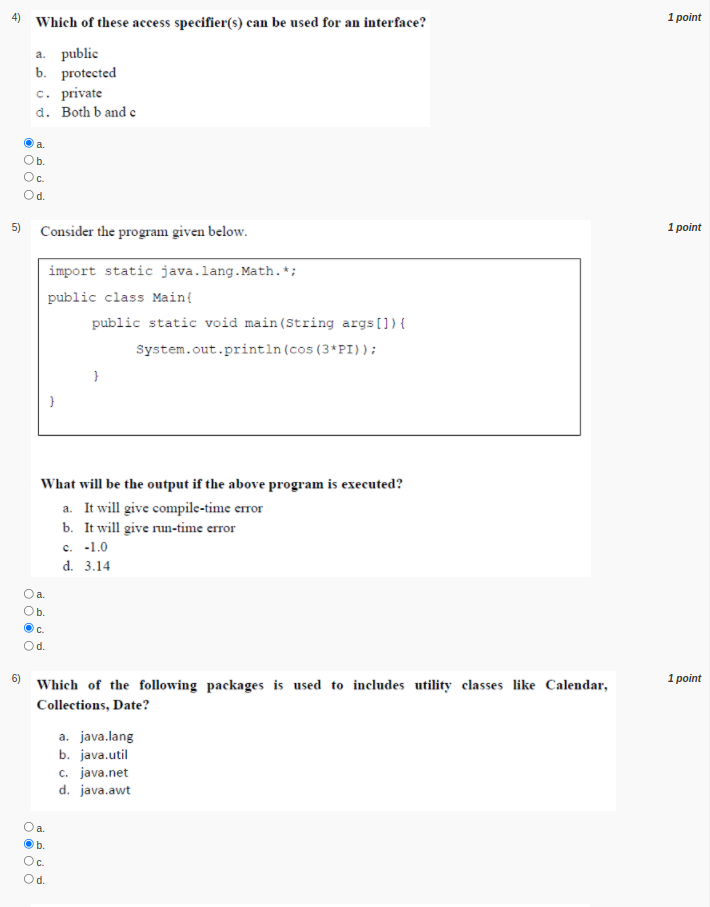 4) Which of these access specifier(s) can be used for an interface? 1 point
a. public
b. protected
c. private
d. Both b and c
a.
b.
c.
d.
5) Consider the program given below. 1 point
import static java.lang.Math.*;
public class Main{
public static void main(String args[]){
System.out.println(cos(3*PI));
}
}
What will be the output if the above program is executed?
a. It will give compile-time error
b. It will give run-time error
c. -1.0
d. 3.14
a.
b.
c.
d.
6) Which of the following packages is used to includes utility classes like Calendar, 1 point
Collections, Date?
a. java.lang
b. java.util
c. java.net
d. java.awt
a.
b.
c.
d.